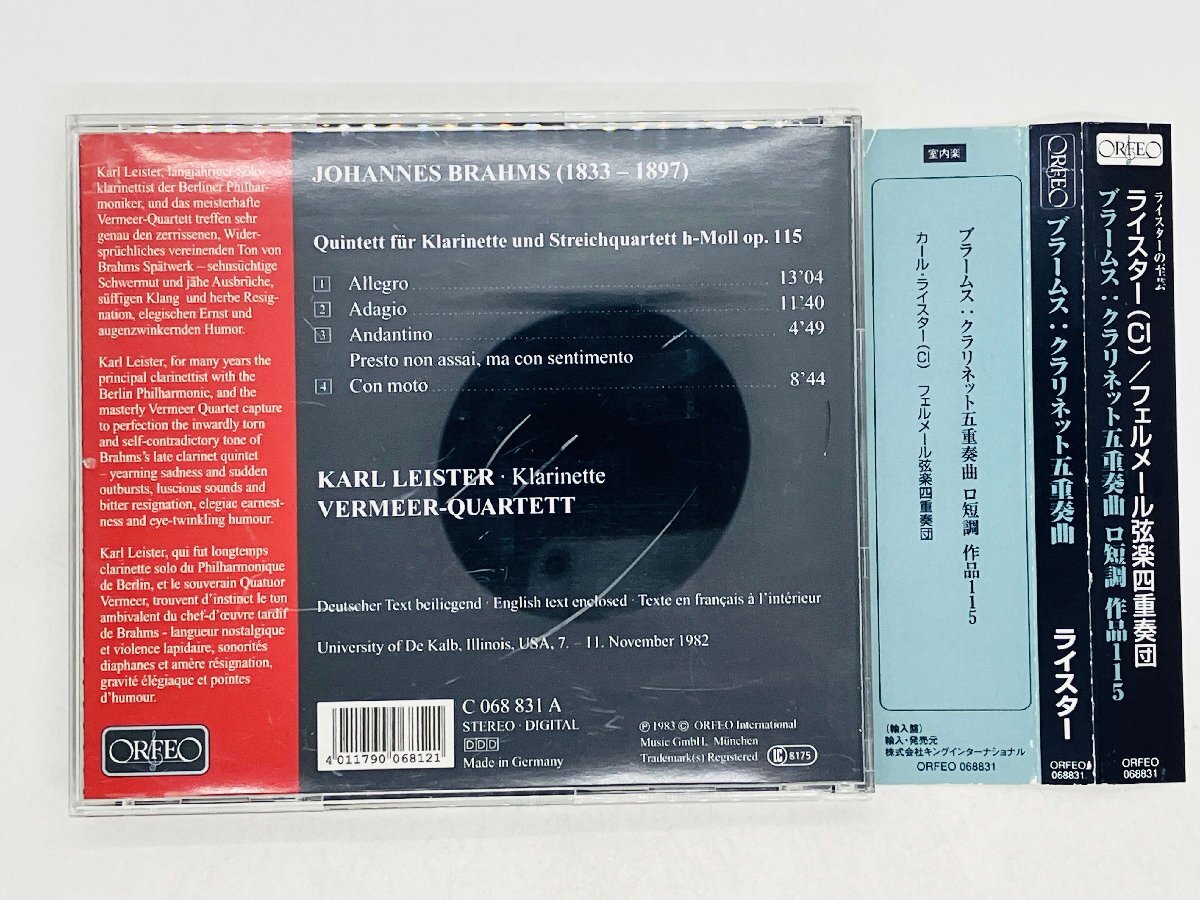 Karl Leister, langjähriger Solo-
klarinettist der Berliner Philhar-
moniker, und das meisterhafte
Vermeer-Quartett treffen sehr
genau den zerrissenen, Wider-
sprüchliches vereinenden Ton von
Brahms Spätwerk – sehnsüchtige
Schwermut und jähe Ausbrüche,
süffigen Klang und herbe Resig-
nation, elegischen Ernst und
augenzwinkernden Humor.
Karl Leister, for many years the
principal clarinettist with the
Berlin Philharmonic, and the
masterly Vermeer Quartet capture
to perfection the inwardly torn
and self-contradictory tone of
Brahms's late clarinet quintet
– yearning sadness and sudden
outbursts, luscious sounds and
bitter resignation, elegiac earnest-
ness and eye-twinkling humour.
Karl Leister, qui fut longtemps
clarinette solo du Philharmonique
de Berlin, et le souverain Quatuor
Vermeer, trouvent d'instinct le ton
ambivalent du chef-d'œuvre tardif
de Brahms - langueur nostalgique
et violence lapidaire, sonorités
diaphanes et amère résignation,
gravité élégiaque et pointes
d'humour.
ORFEO
JOHANNES BRAHMS (1833 – 1897)
Quintett für Klarinette und Streichquartett h-Moll op. 115
1 Allegro 13'04
2 Adagio 11'40
3 Andantino 4'49
Presto non assai, ma con sentimento
4 Con moto 8'44
KARL LEISTER · Klarinette
VERMEER-QUARTETT
Deutscher Text beiliegend · English text enclosed · Texte en français à l'intérieur
University of De Kalb, Illinois, USA, 7. – 11. November 1982
4 011790 068121
C 068 831 A
STEREO · DIGITAL
DDD
Made in Germany
℗ 1983 © ORFEO International
Music GmbH, München
Trademark(s) Registered
LC 8175
室内楽
ブラームス：クラリネット五重奏曲 ロ短調 作品115
カール・ライスター（Cl） フェルメール弦楽四重奏団
（輸入盤）
輸入・発売元
株式会社キングインターナショナル
ORFEO 068831
ORFEO
ブラームス：クラリネット五重奏曲 ライスター
ORFEO
068831
ORFEO
ライスターの至芸
ライスター（Cl）／フェルメール弦楽四重奏団
ブラームス：クラリネット五重奏曲 ロ短調 作品115
ORFEO
068831